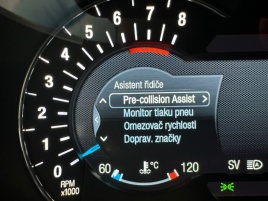 8
7
6
5
4
3
2
1
0
RPM
x1000
Asistent řidiče
Pre-collision Assist >
Monitor tlaku pneu
Omezovač rychlosti
Doprav. značky
60 °C 120
SV